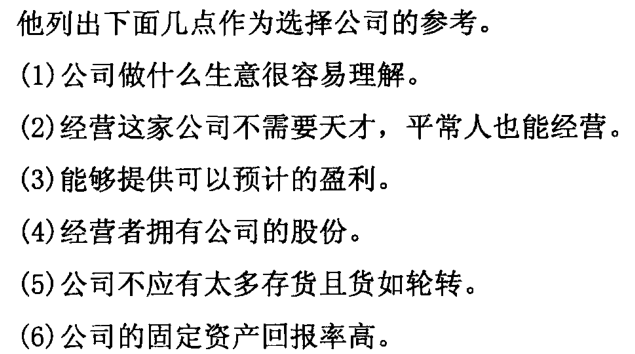 他列出下面几点作为选择公司的参考。
(1)公司做什么生意很容易理解。
(2)经营这家公司不需要天才，平常人也能经营。
(3)能够提供可以预计的盈利。
(4)经营者拥有公司的股份。
(5)公司不应有太多存货且货如轮转。
(6)公司的固定资产回报率高。